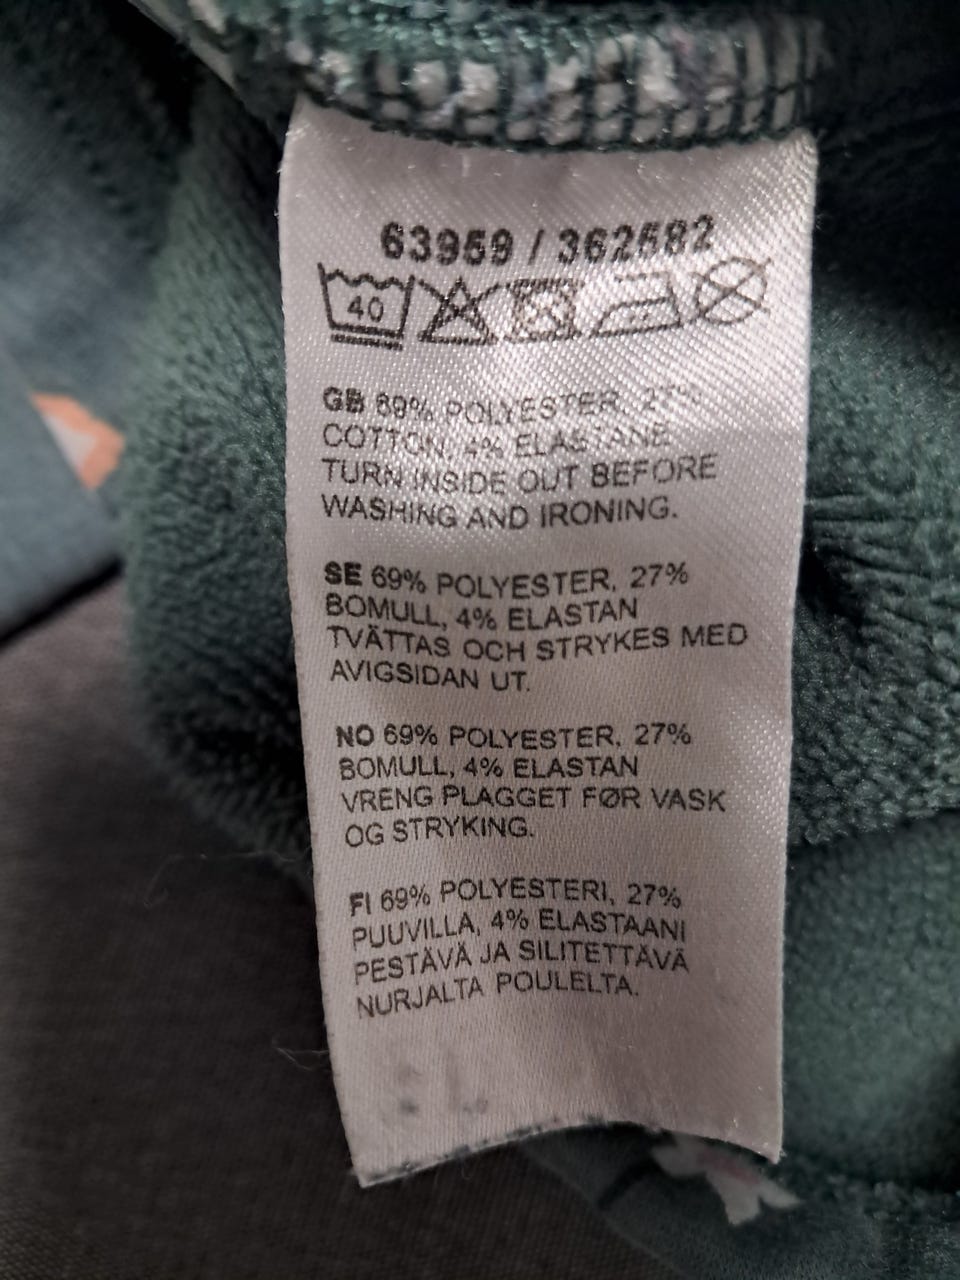 63959 / 362582
40
GB 69% POLYESTER, 27%
COTTON, 4% ELASTANE
TURN INSIDE OUT BEFORE
WASHING AND IRONING.
SE 69% POLYESTER, 27%
BOMULL, 4% ELASTAN
TVÄTTAS OCH STRYKES MED
AVIGSIDAN UT.
NO 69% POLYESTER, 27%
BOMULL, 4% ELASTAN
VRENG PLAGGET FØR VASK
OG STRYKING.
FI 69% POLYESTERI, 27%
PUUVILLA, 4% ELASTAANI
PESTÄVÄ JA SILITETTÄVÄ
NURJALTA POULELTA.